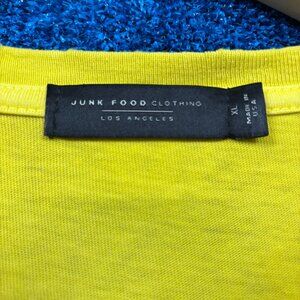 JUNK FOOD CLOTHING
LOS ANGELES
XL
MADE IN
USA